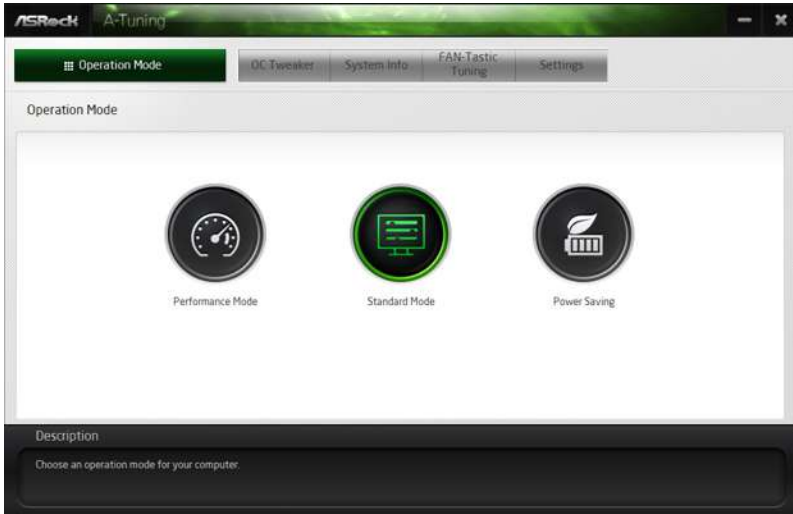 ASRock A-Tuning
Operation Mode OC Tweaker System Info FAN-Tastic Tuning Settings
Operation Mode
Performance Mode Standard Mode Power Saving
Description
Choose an operation mode for your computer.